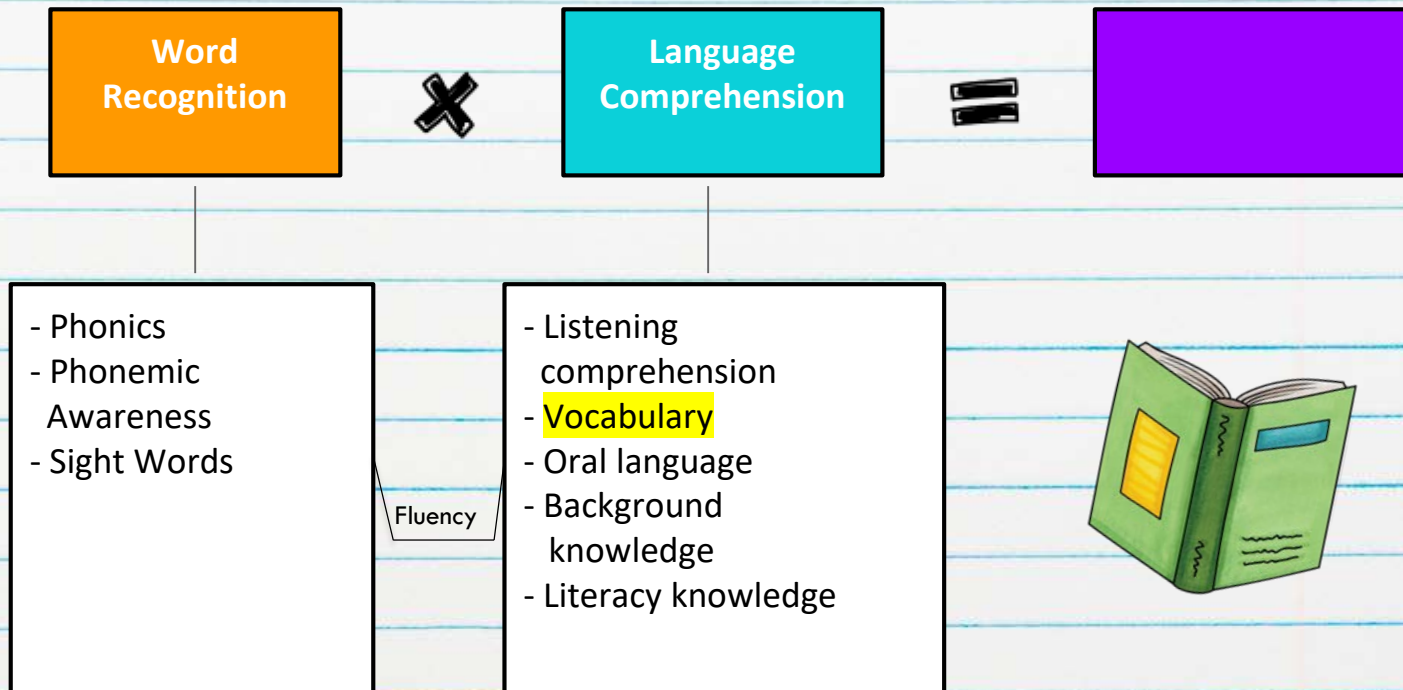 Word
Recognition
Language
Comprehension
- Phonics
- Phonemic
Awareness
- Sight Words
Fluency
- Listening
comprehension
- Vocabulary
- Oral language
- Background
knowledge
- Literacy knowledge